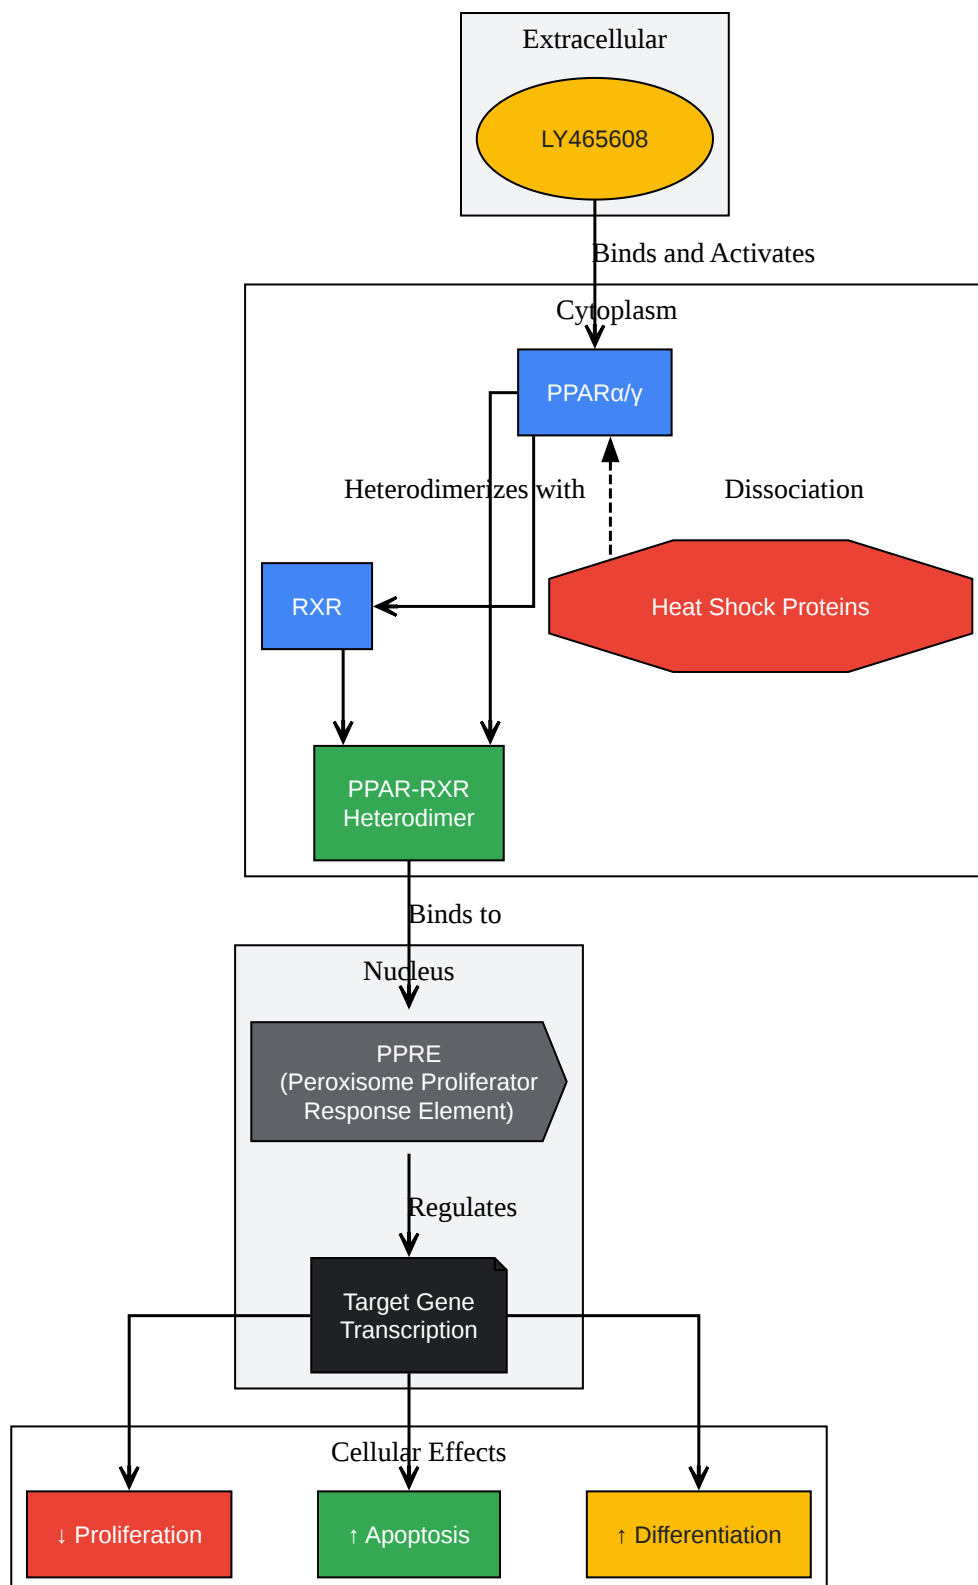 Extracellular
LY465608
Binds and Activates
Cytoplasm
PPARα/γ
Heterodimerizes with
Dissociation
RXR
Heat Shock Proteins
PPAR-RXR
Heterodimer
Binds to
Nucleus
PPRE
(Peroxisome Proliferator
Response Element)
Regulates
Target Gene
Transcription
Cellular Effects
↓ Proliferation
↑ Apoptosis
↑ Differentiation